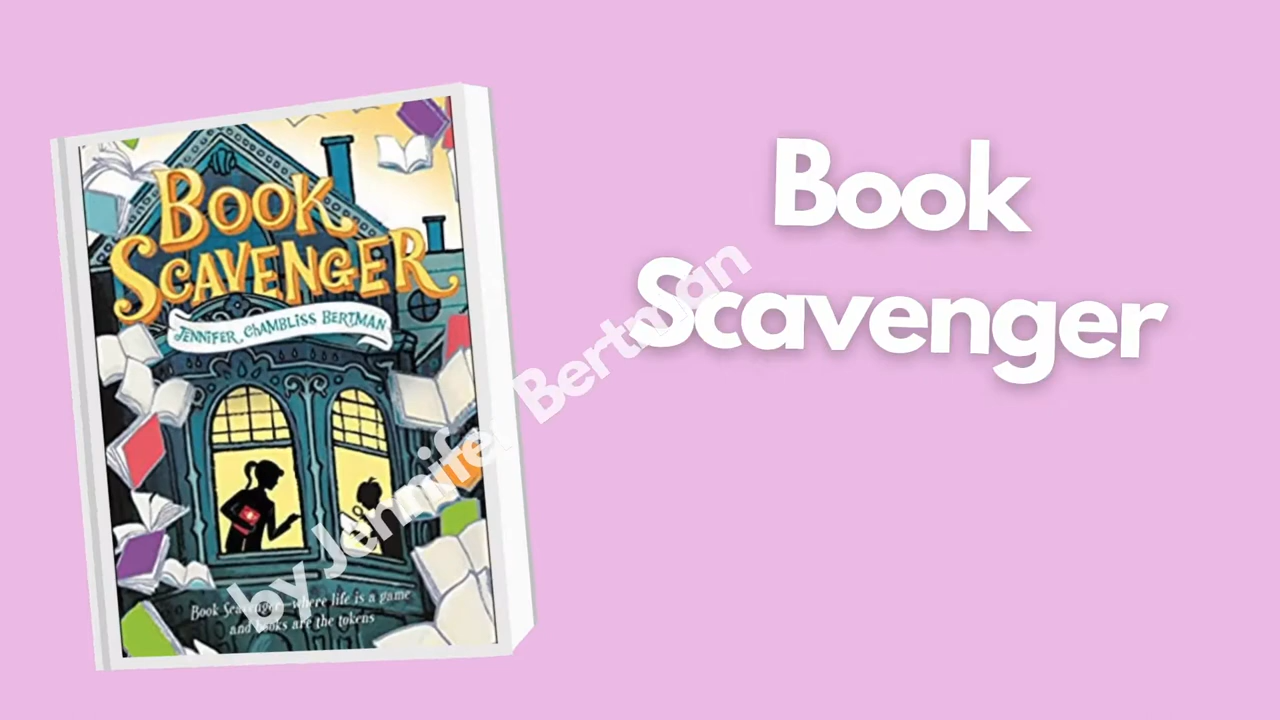 BOOK
SCAVENGER
JENNIFER CHAMBLISS BERTMAN
Book Scavenger—where life is a game
and books are the tokens
Book
Scavenger
by Jennifer Bertman